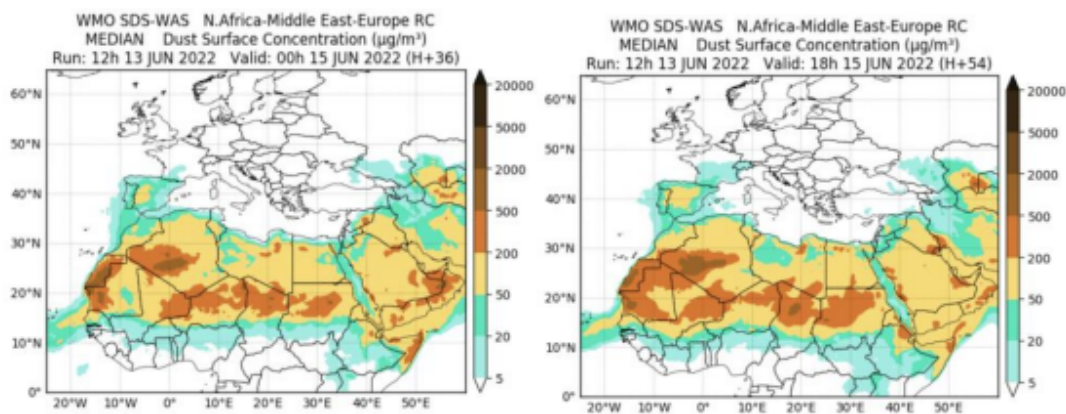 WMO SDS-WAS N.Africa-Middle East-Europe RC
MEDIAN Dust Surface Concentration (µg/m³)
Run: 12h 13 JUN 2022 Valid: 00h 15 JUN 2022 (H+36)
60°N
50°N
40°N
30°N
20°N
10°N
0°
20°W
10°W
0°
10°E
20°E
30°E
40°E
50°E
20000
5000
2000
500
200
50
20
5
WMO SDS-WAS N.Africa-Middle East-Europe RC
MEDIAN Dust Surface Concentration (µg/m³)
Run: 12h 13 JUN 2022 Valid: 18h 15 JUN 2022 (H+54)
60°N
50°N
40°N
30°N
20°N
10°N
0°
20°W
10°W
0°
10°E
20°E
30°E
40°E
50°E
20000
5000
2000
500
200
50
20
5